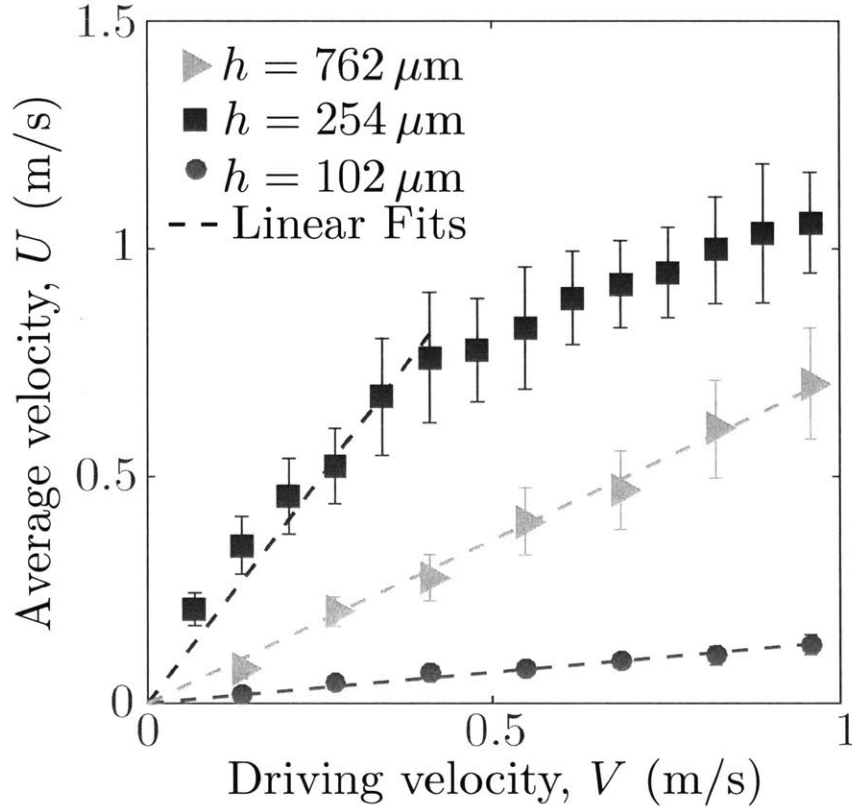 1.5
h = 762 μm
h = 254 μm
h = 102 μm
Linear Fits
1
0.5
0
0
0.5
1
Average velocity, U (m/s)
Driving velocity, V (m/s)